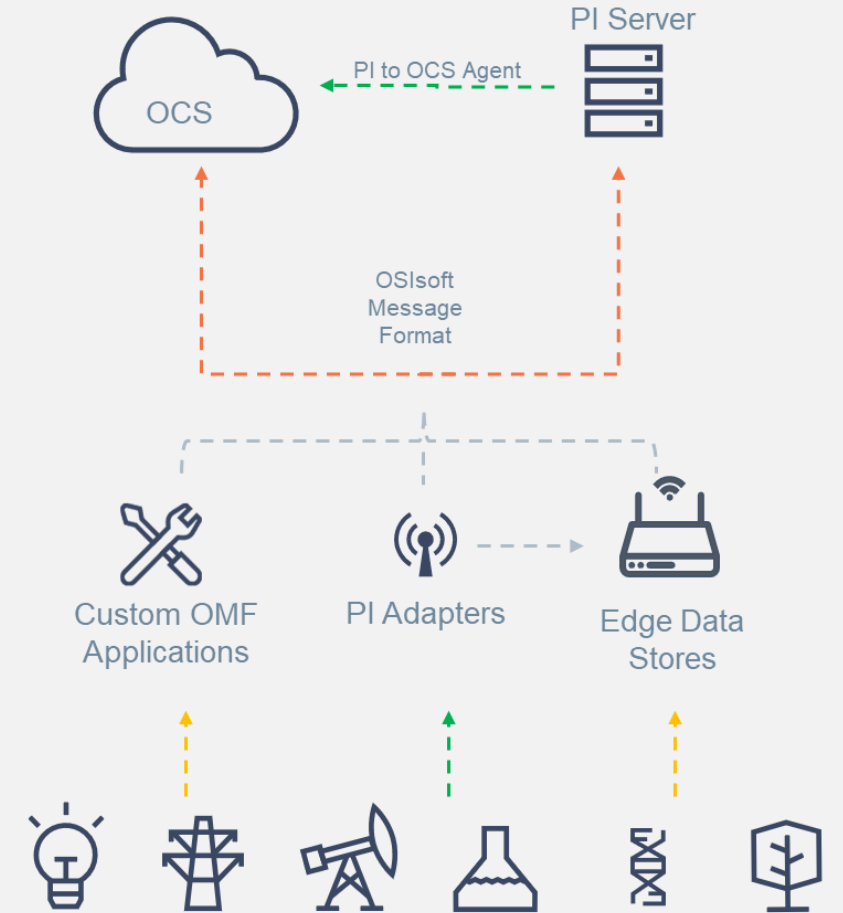 PI Server
PI to OCS Agent
OCS
OSIsoft
Message
Format
Custom OMF
Applications
PI Adapters
Edge Data
Stores